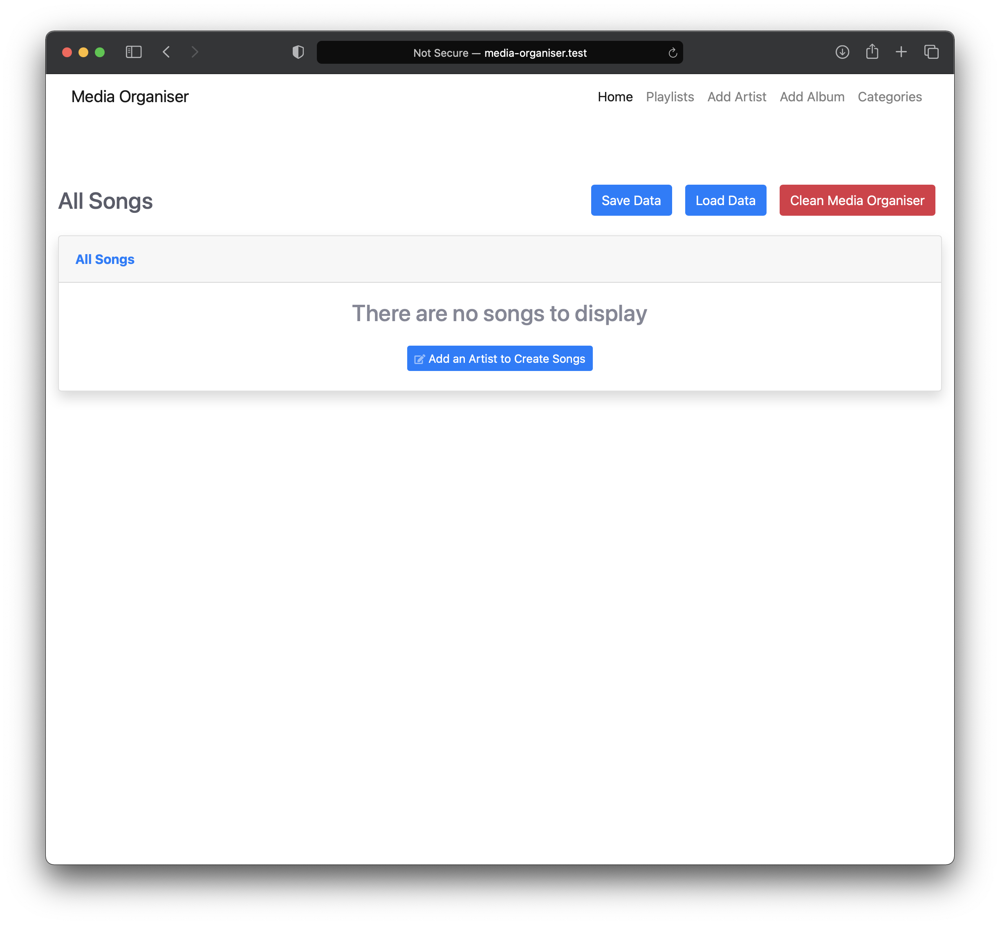 Not Secure — media-organiser.test
Media Organiser
Home Playlists Add Artist Add Album Categories
All Songs
Save Data Load Data Clean Media Organiser
All Songs
There are no songs to display
Add an Artist to Create Songs